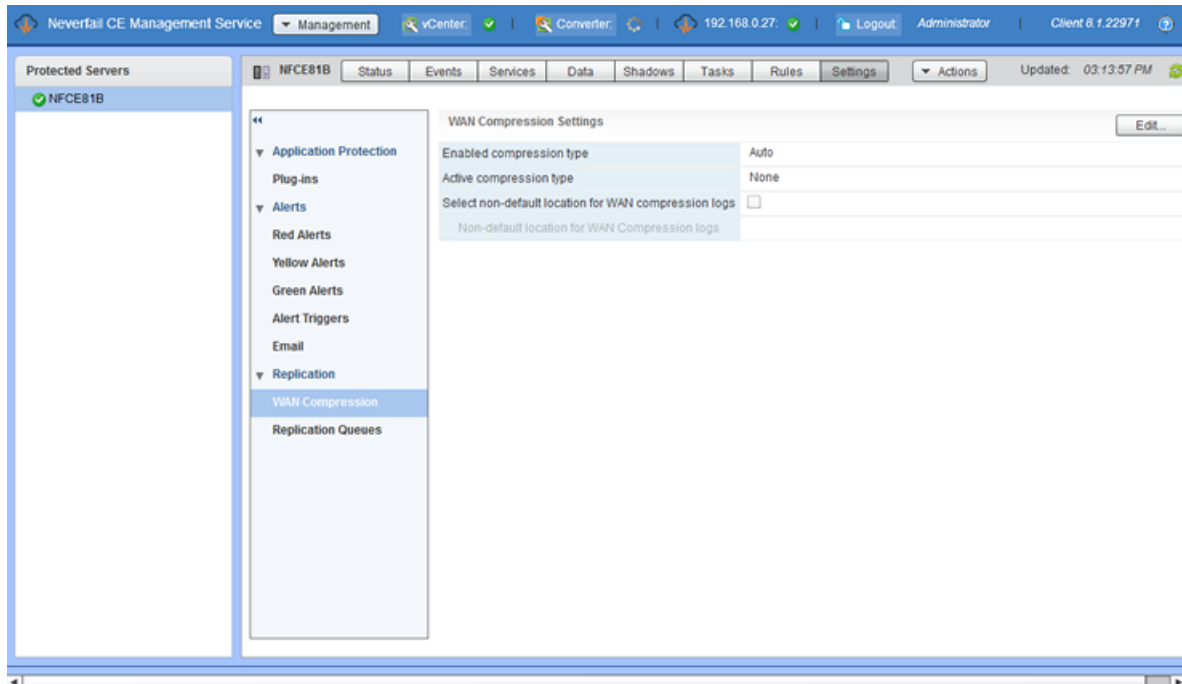 Neverfail CE Management Service Management vCenter: | Converter: | 192.168.0.27: | Logout Administrator | Client 8.1.22971
Protected Servers
NFCE81B
NFCE81B Status Events Services Data Shadows Tasks Rules Settings Actions Updated: 03:13:57 PM
Application Protection
Plug-ins
Alerts
Red Alerts
Yellow Alerts
Green Alerts
Alert Triggers
Email
Replication
WAN Compression
Replication Queues
WAN Compression Settings
Edit...
Enabled compression type Auto
Active compression type None
Select non-default location for WAN compression logs
Non-default location for WAN Compression logs